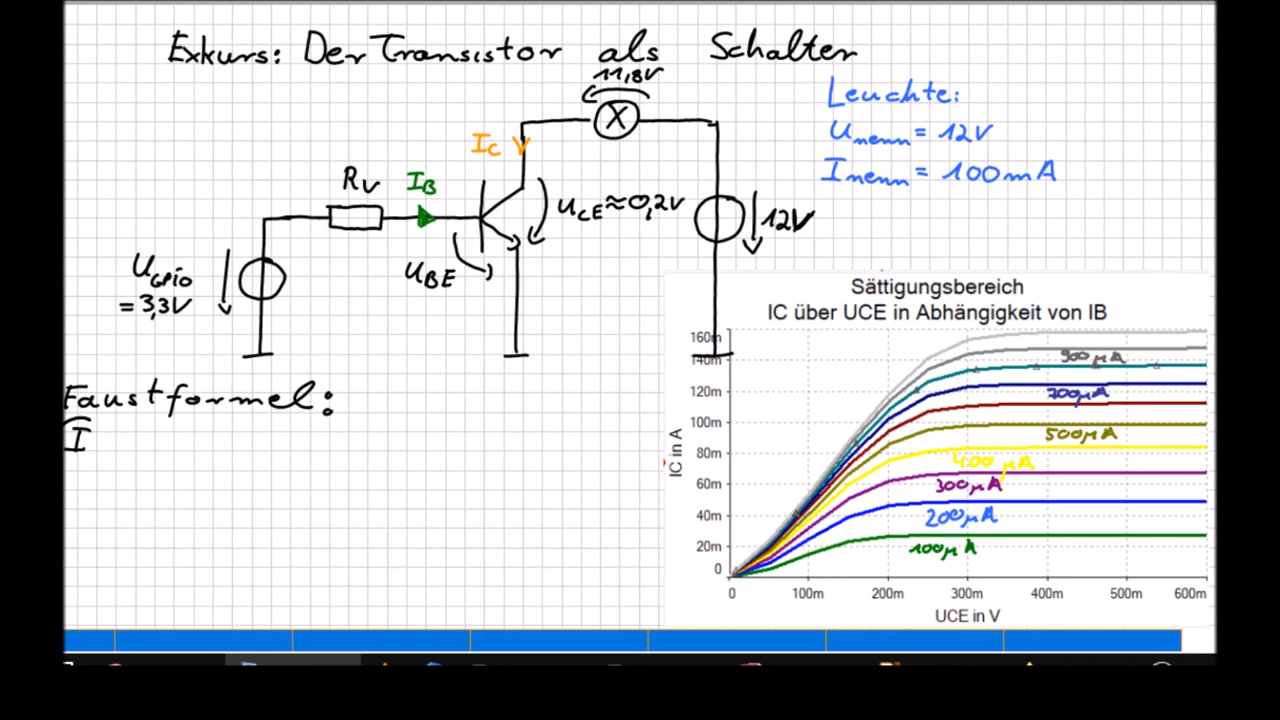 Exkurs: Der Transistor als Schalter
11,8V
Leuchte:
Unenn = 12V
Inenn = 100mA
X
IC
RV
IB
UCE≈0,2V
12V
UBE
UGPIO
= 3,3V
Faustformel:
I
Sättigungsbereich
IC über UCE in Abhängigkeit von IB
160m
140m
120m
100m
80m
60m
40m
20m
0
IC in A
900µA
700µA
500µA
400µA
300µA
200µA
100µA
0 100m 200m 300m 400m 500m 600m
UCE in V